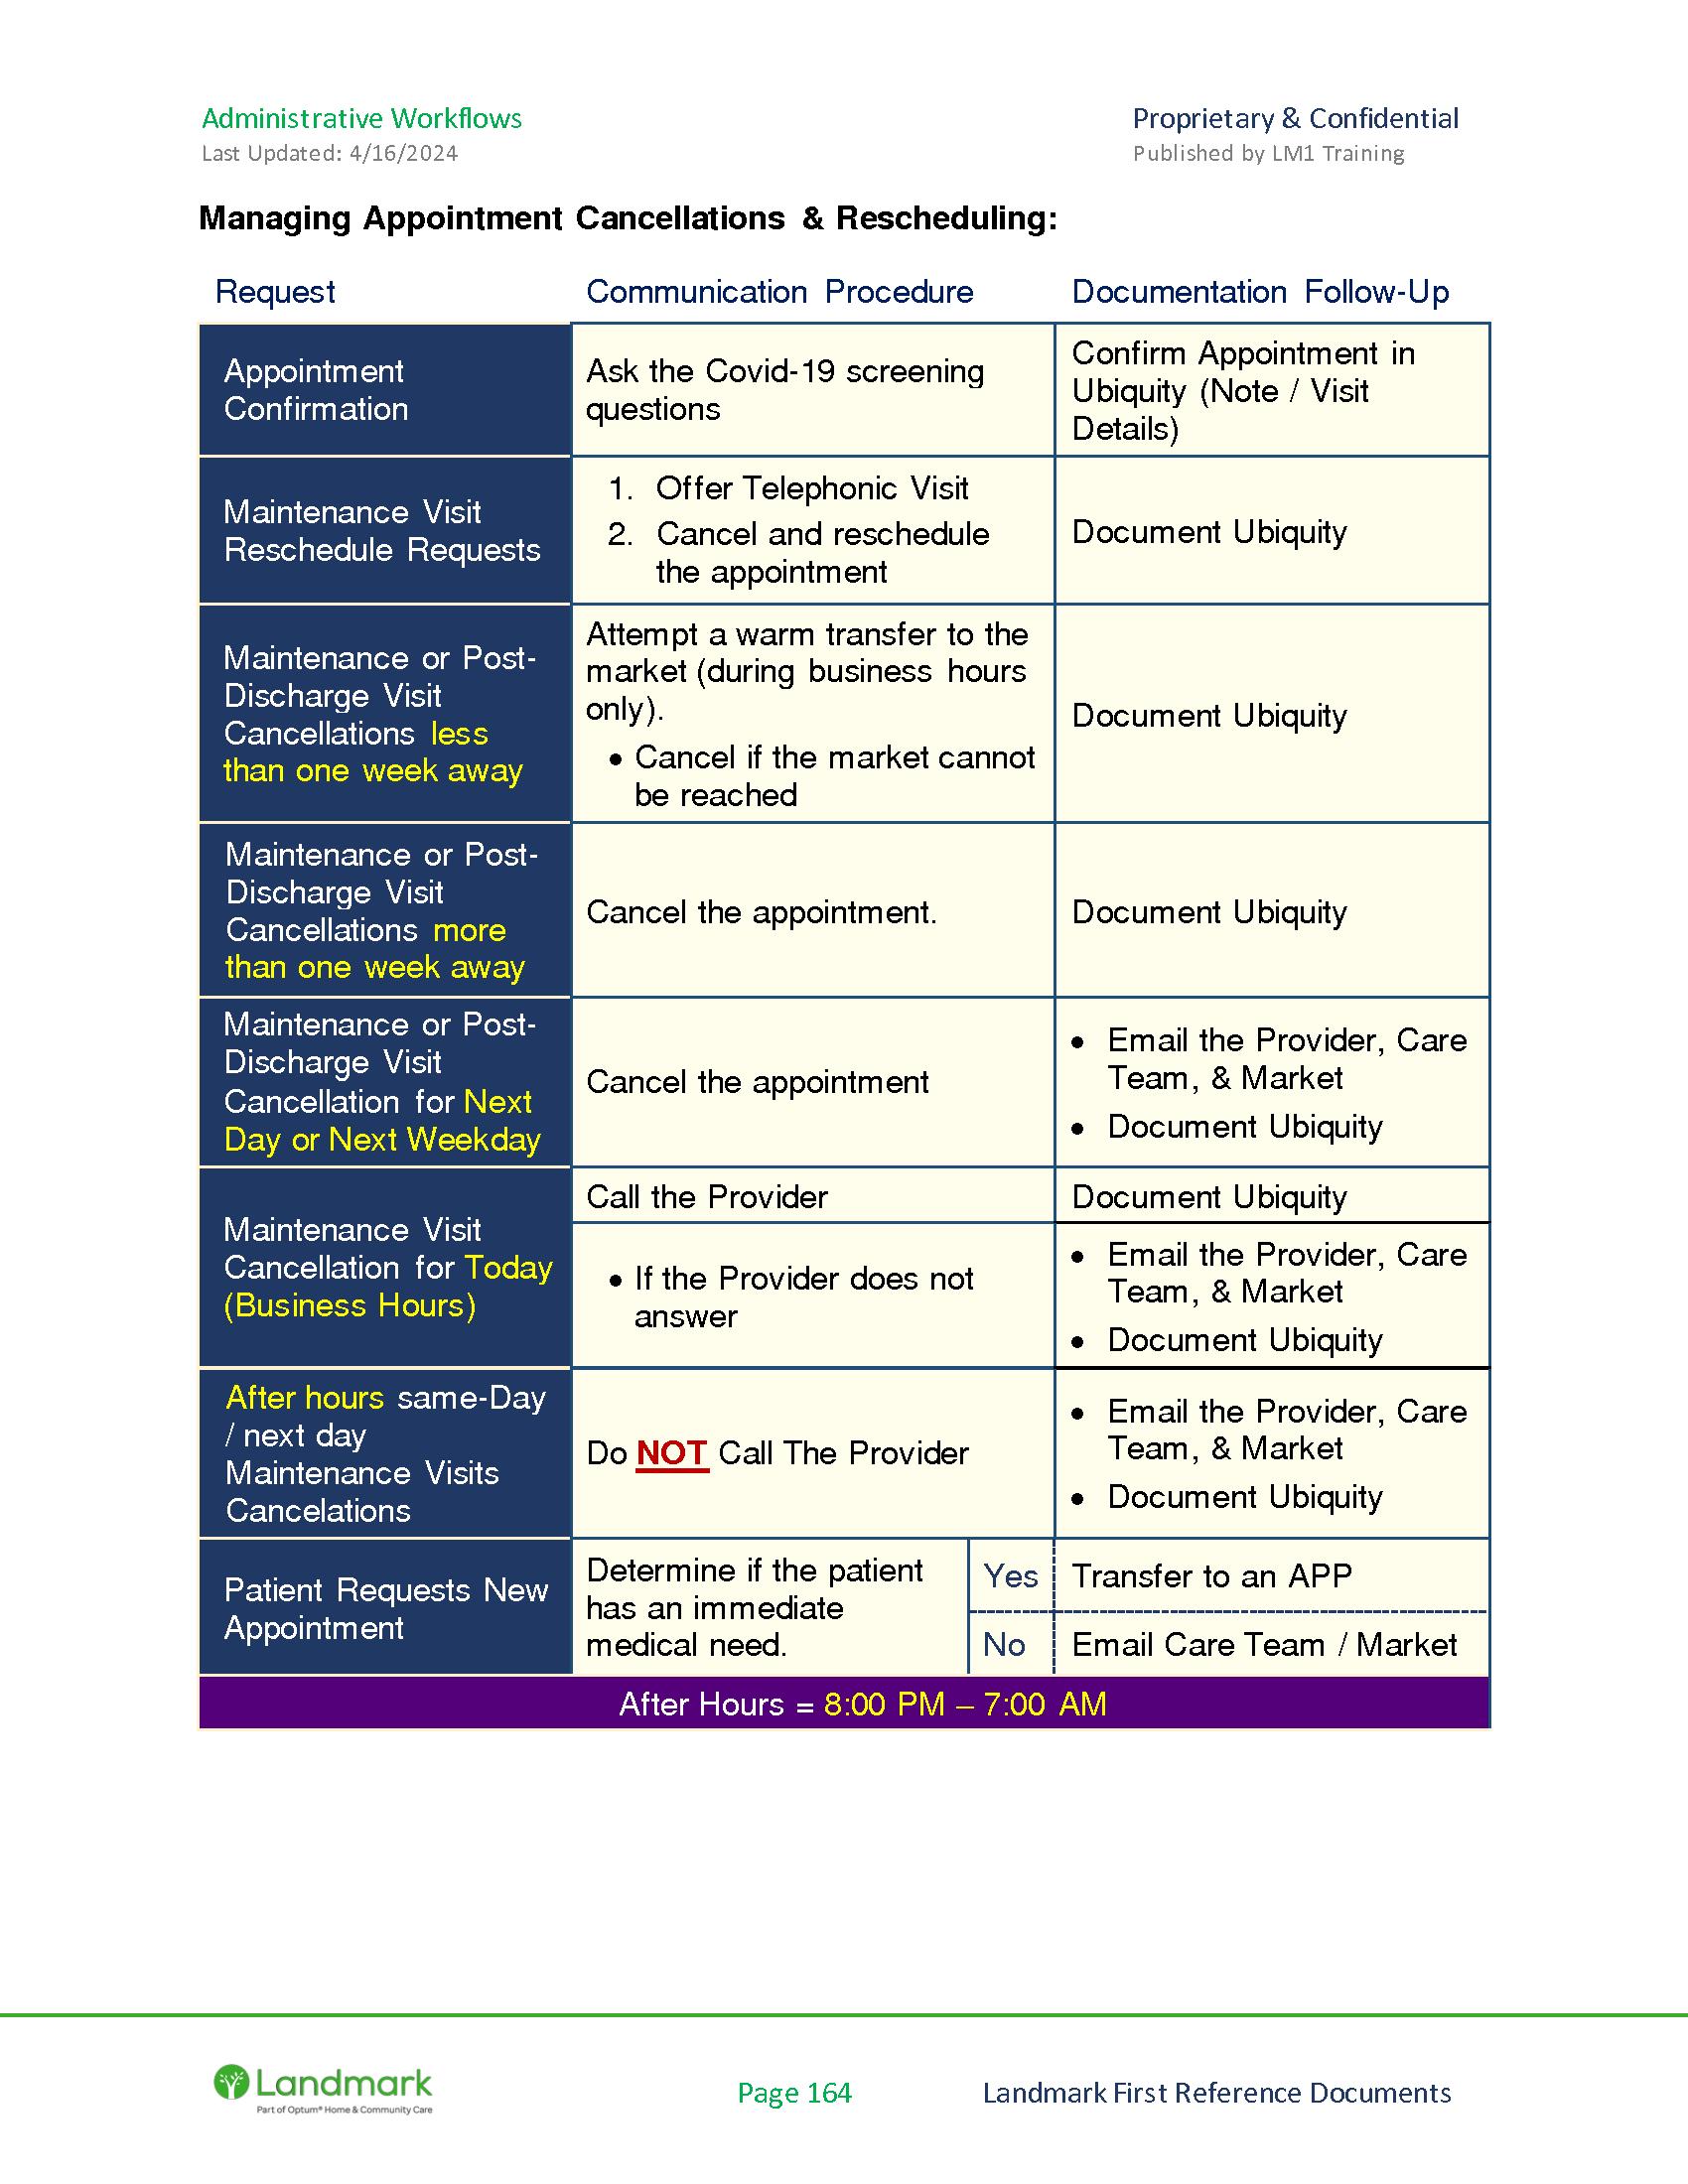 Administrative Workflows
Proprietary & Confidential
Last Updated: 4/16/2024
Published by LM1 Training
Managing Appointment Cancellations & Rescheduling:
Request
Communication Procedure
Documentation Follow-Up
Appointment
Confirmation
Ask the Covid-19 screening
questions
Confirm Appointment in
Ubiquity (Note / Visit
Details)
Maintenance Visit
Reschedule Requests
1. Offer Telephonic Visit
2. Cancel and reschedule
the appointment
Document Ubiquity
Maintenance or Post-
Discharge Visit
Cancellations less
than one week away
Attempt a warm transfer to the
market (during business hours
only).
• Cancel if the market cannot
be reached
Document Ubiquity
Maintenance or Post-
Discharge Visit
Cancellations more
than one week away
Cancel the appointment.
Document Ubiquity
Maintenance or Post-
Discharge Visit
Cancellation for Next
Day or Next Weekday
Cancel the appointment
• Email the Provider, Care
Team, & Market
• Document Ubiquity
Maintenance Visit
Cancellation for Today
(Business Hours)
Call the Provider
Document Ubiquity
• If the Provider does not
answer
• Email the Provider, Care
Team, & Market
• Document Ubiquity
After hours same-Day
/ next day
Maintenance Visits
Cancelations
Do NOT Call The Provider
• Email the Provider, Care
Team, & Market
• Document Ubiquity
Patient Requests New
Appointment
Determine if the patient
has an immediate
medical need.
Yes
Transfer to an APP
No
Email Care Team / Market
After Hours = 8:00 PM – 7:00 AM
Landmark
Part of Optum® Home & Community Care
Page 164
Landmark First Reference Documents